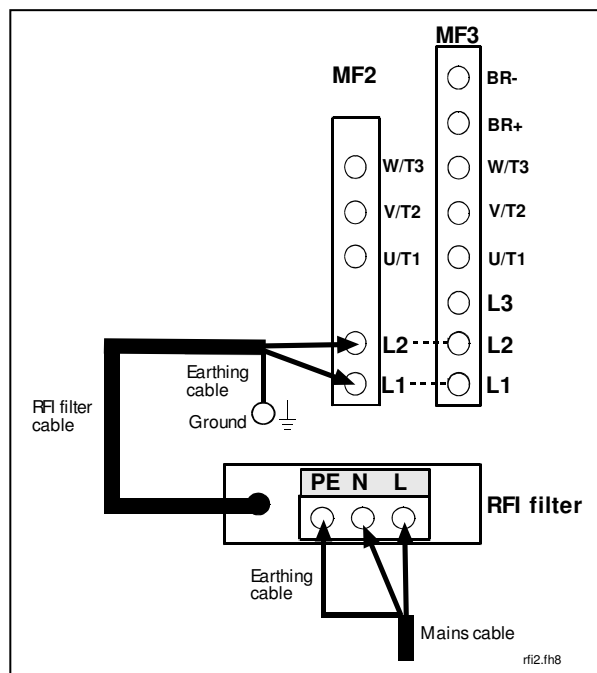 MF3
MF2
BR-
BR+
W/T3 W/T3
V/T2 V/T2
U/T1 U/T1
L3
L2 L2
L1 L1
Earthing
cable
Ground
RFI filter
cable
PE N L
RFI filter
Earthing
cable
Mains cable
rfi2.fh8